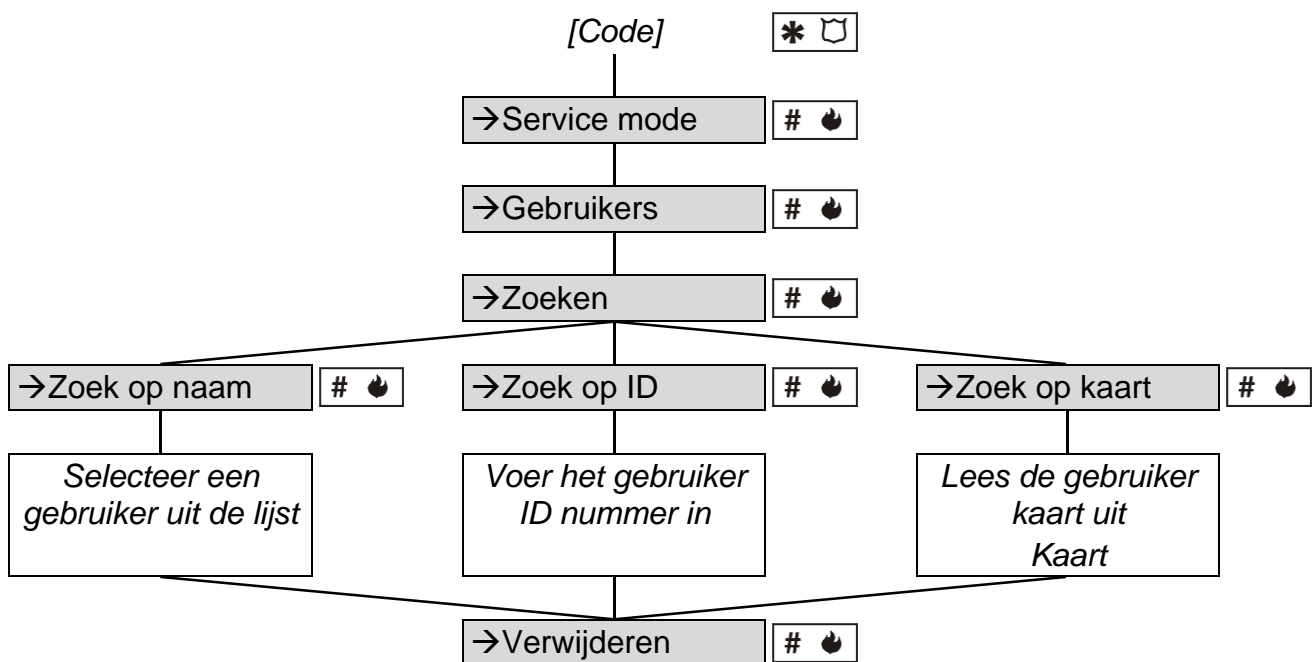 [Code] *
→Service mode #
→Gebruikers #
→Zoeken #
→Zoek op naam #
→Zoek op ID #
→Zoek op kaart #
Selecteer een
gebruiker uit de lijst
Voer het gebruiker
ID nummer in
Lees de gebruiker
kaart uit
Kaart
→Verwijderen #